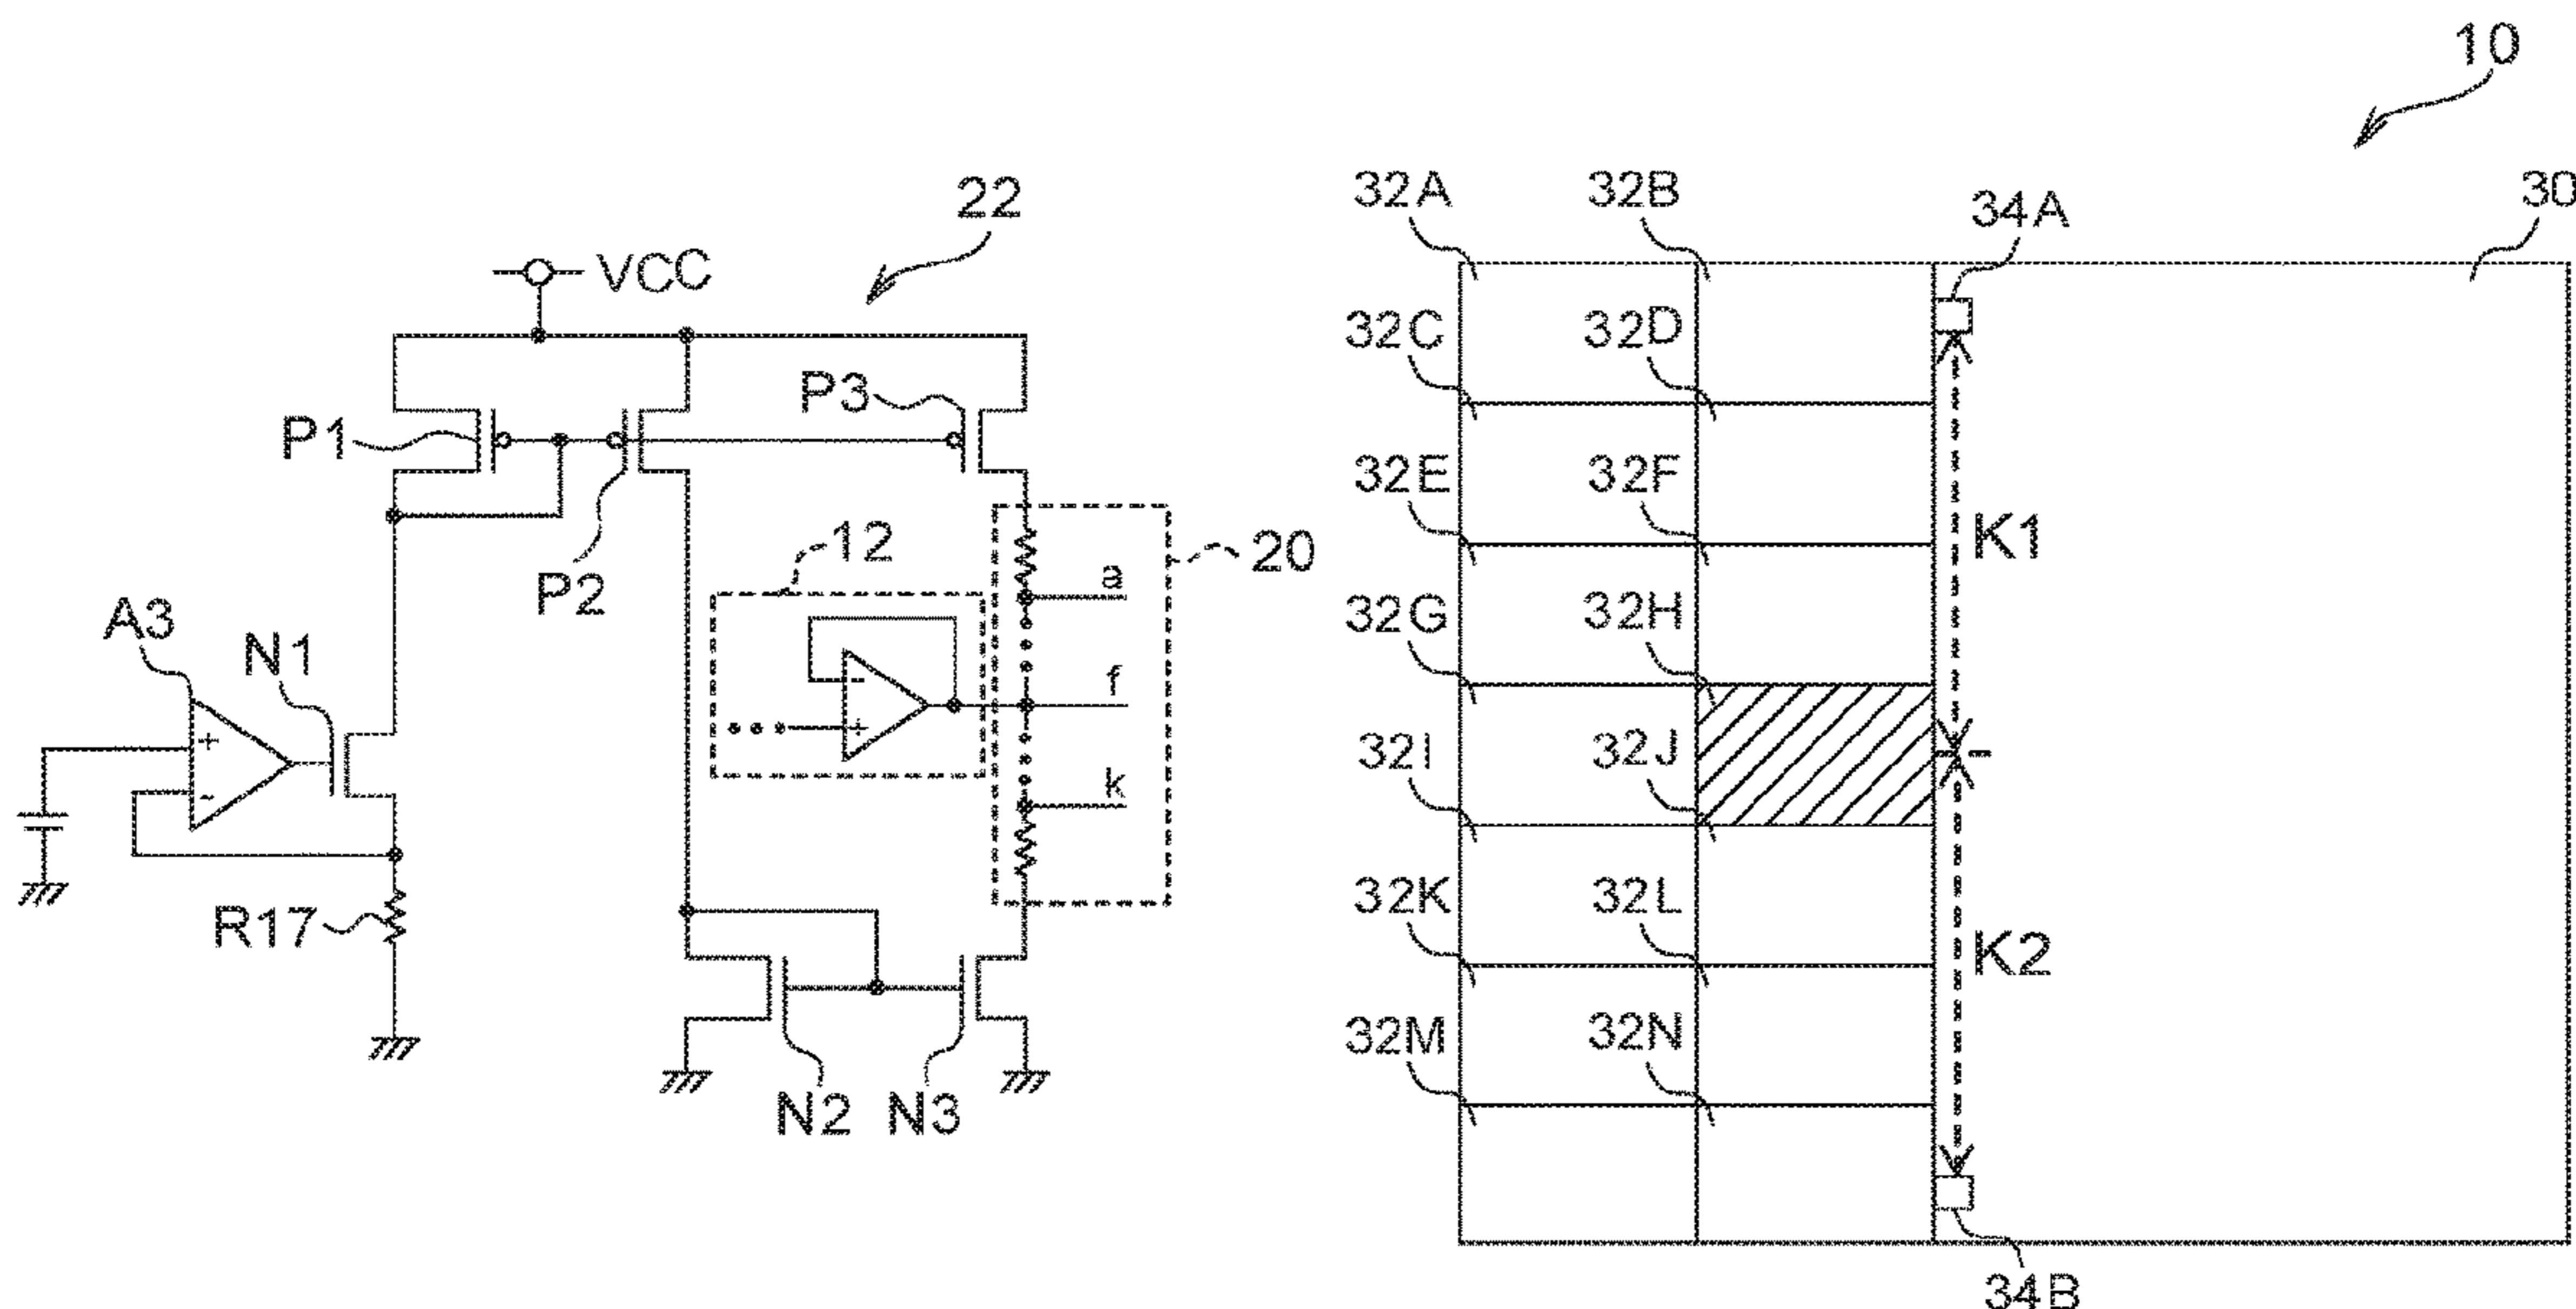 10
22
VCC
P1
P3
P2
12
20
a
f
k
A3
+
-
N1
-
+
R17
N2
N3
32A
32B
34A
30
32C
32D
32E
32F
K1
32G
32H
32I
32J
32K
32L
K2
32M
32N
34B